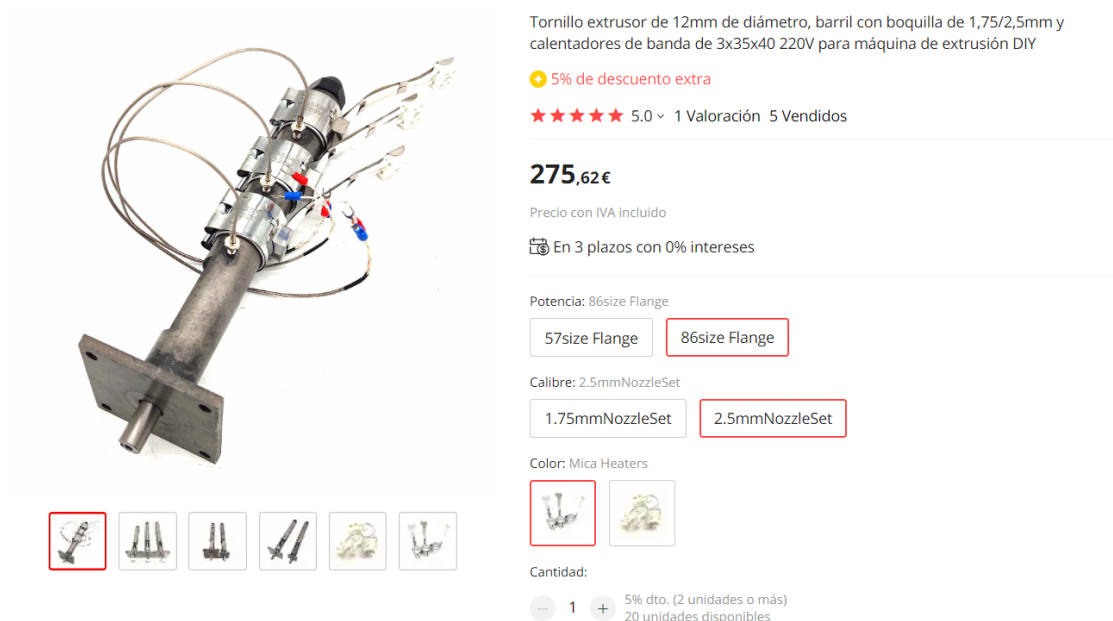 Tornillo extrusor de 12mm de diámetro, barril con boquilla de 1,75/2,5mm y
calentadores de banda de 3x35x40 220V para máquina de extrusión DIY
5% de descuento extra
5.0 1 Valoración 5 Vendidos
275,62€
Precio con IVA incluido
En 3 plazos con 0% intereses
Potencia: 86size Flange
57size Flange 86size Flange
Calibre: 2.5mmNozzleSet
1.75mmNozzleSet 2.5mmNozzleSet
Color: Mica Heaters
Cantidad:
− 1 + 5% dto. (2 unidades o más)
20 unidades disponibles